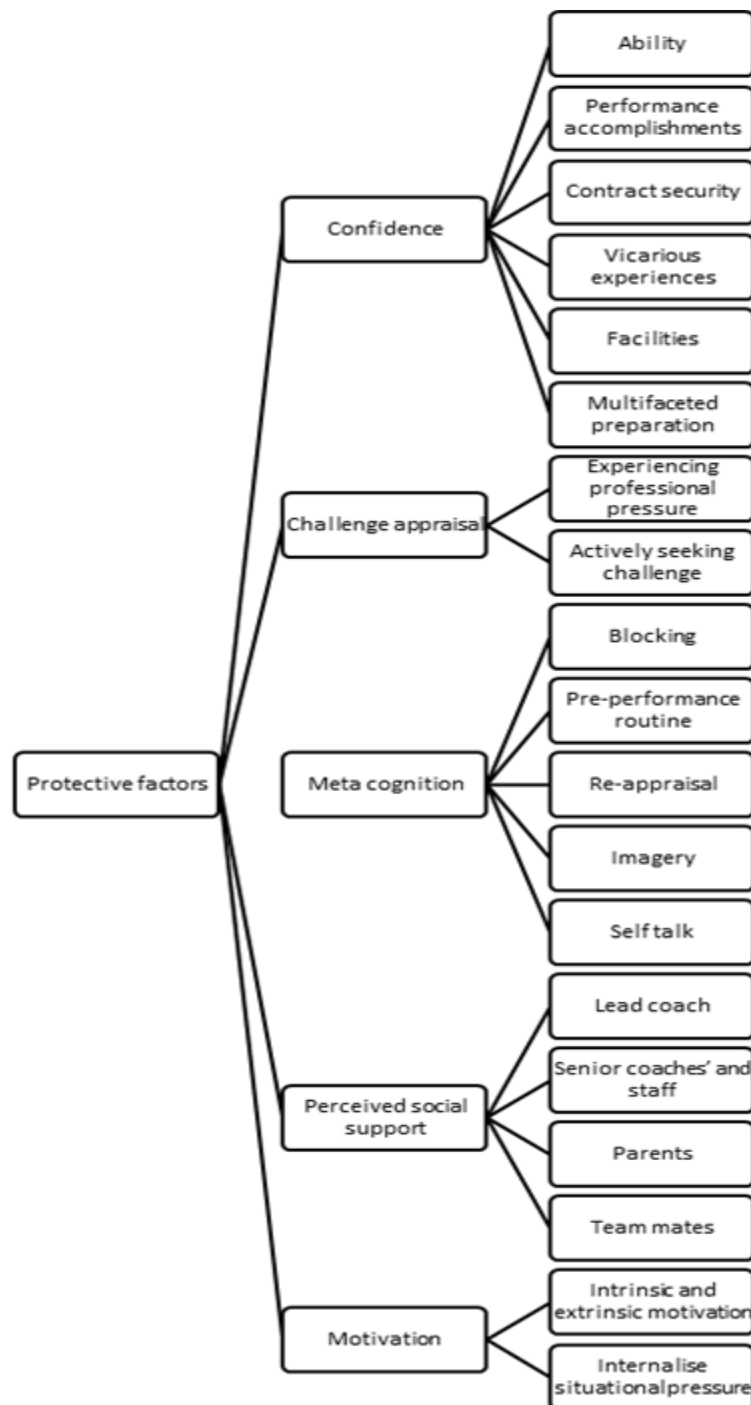 Protective factors
Confidence
Ability
Performance
accomplishments
Contract security
Vicarious
experiences
Facilities
Multifaceted
preparation
Challenge appraisal
Experiencing
professional
pressure
Actively seeking
challenge
Meta cognition
Blocking
Pre-performance
routine
Re-appraisal
Imagery
Self talk
Perceived social
support
Lead coach
Senior coaches’ and
staff
Parents
Team mates
Motivation
Intrinsic and
extrinsic motivation
Internalise
situational pressure